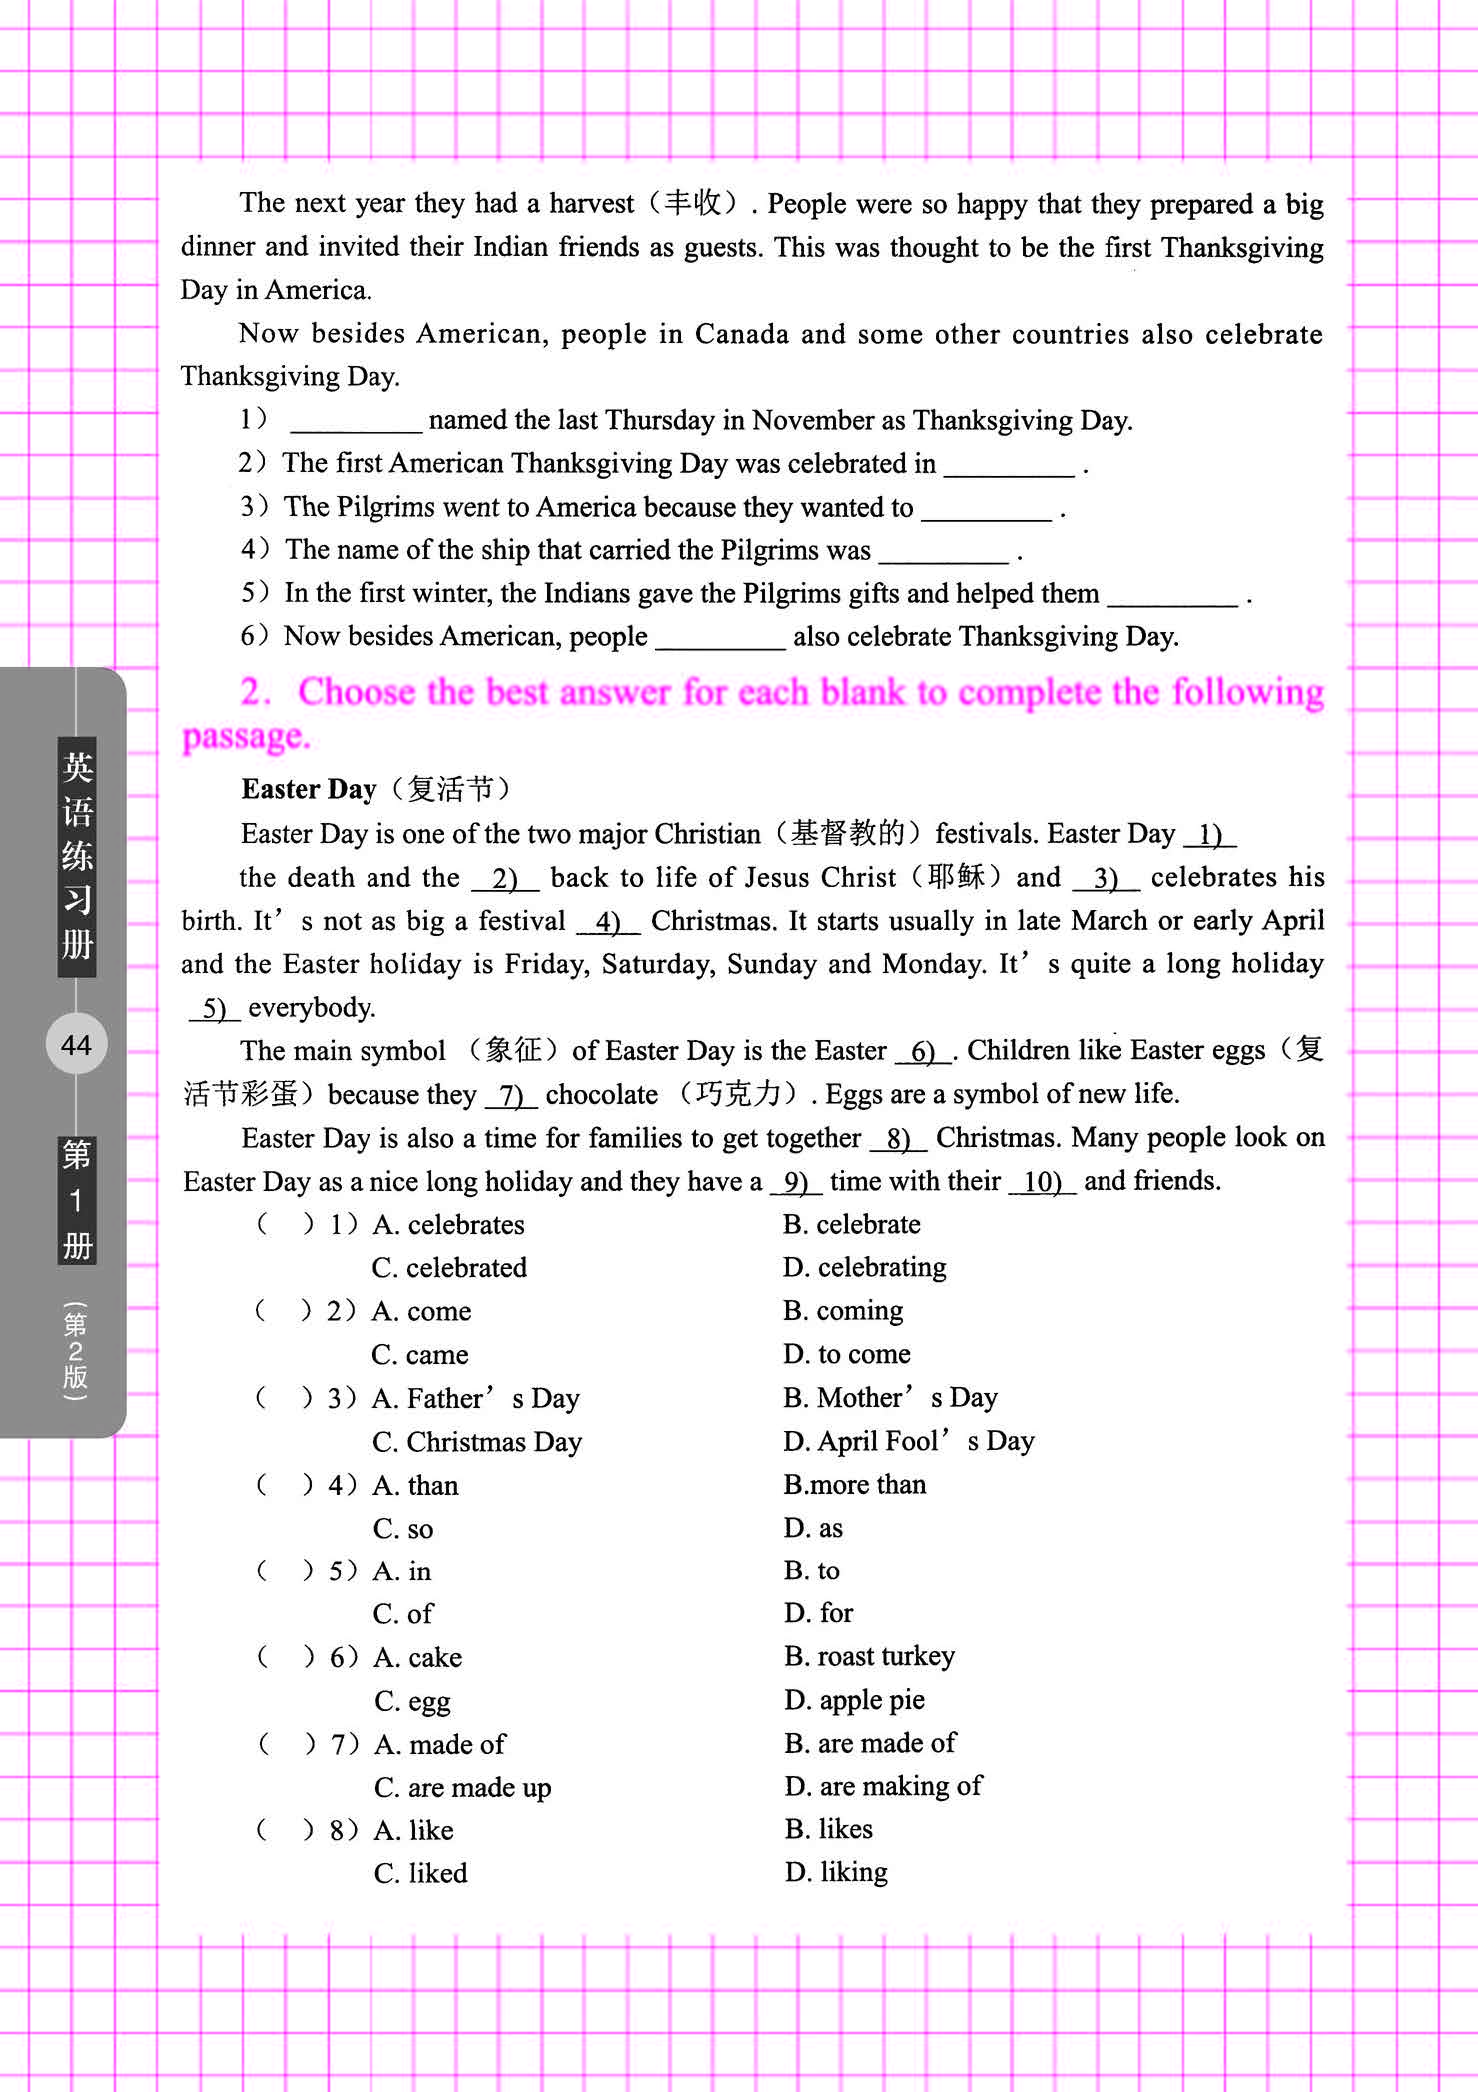 The next year they had a harvest（丰收）. People were so happy that they prepared a big
dinner and invited their Indian friends as guests. This was thought to be the first Thanksgiving
Day in America.
Now besides American, people in Canada and some other countries also celebrate
Thanksgiving Day.
1） __________ named the last Thursday in November as Thanksgiving Day.
2）The first American Thanksgiving Day was celebrated in __________ .
3）The Pilgrims went to America because they wanted to __________ .
4）The name of the ship that carried the Pilgrims was __________ .
5）In the first winter, the Indians gave the Pilgrims gifts and helped them __________ .
6）Now besides American, people __________ also celebrate Thanksgiving Day.
2. Choose the best answer for each blank to complete the following
passage.
Easter Day（复活节）
Easter Day is one of the two major Christian（基督教的）festivals. Easter Day 1)
the death and the 2) back to life of Jesus Christ（耶稣）and 3) celebrates his
birth. It’s not as big a festival 4) Christmas. It starts usually in late March or early April
and the Easter holiday is Friday, Saturday, Sunday and Monday. It’s quite a long holiday
5) everybody.
The main symbol （象征）of Easter Day is the Easter 6) . Children like Easter eggs（复
活节彩蛋）because they 7) chocolate （巧克力）. Eggs are a symbol of new life.
Easter Day is also a time for families to get together 8) Christmas. Many people look on
Easter Day as a nice long holiday and they have a 9) time with their 10) and friends.
（ ）1）A. celebrates B. celebrate
C. celebrated D. celebrating
（ ）2）A. come B. coming
C. came D. to come
（ ）3）A. Father’s Day B. Mother’s Day
C. Christmas Day D. April Fool’s Day
（ ）4）A. than B.more than
C. so D. as
（ ）5）A. in B. to
C. of D. for
（ ）6）A. cake B. roast turkey
C. egg D. apple pie
（ ）7）A. made of B. are made of
C. are made up D. are making of
（ ）8）A. like B. likes
C. liked D. liking
英语练习册
44
第1册
（第2版）